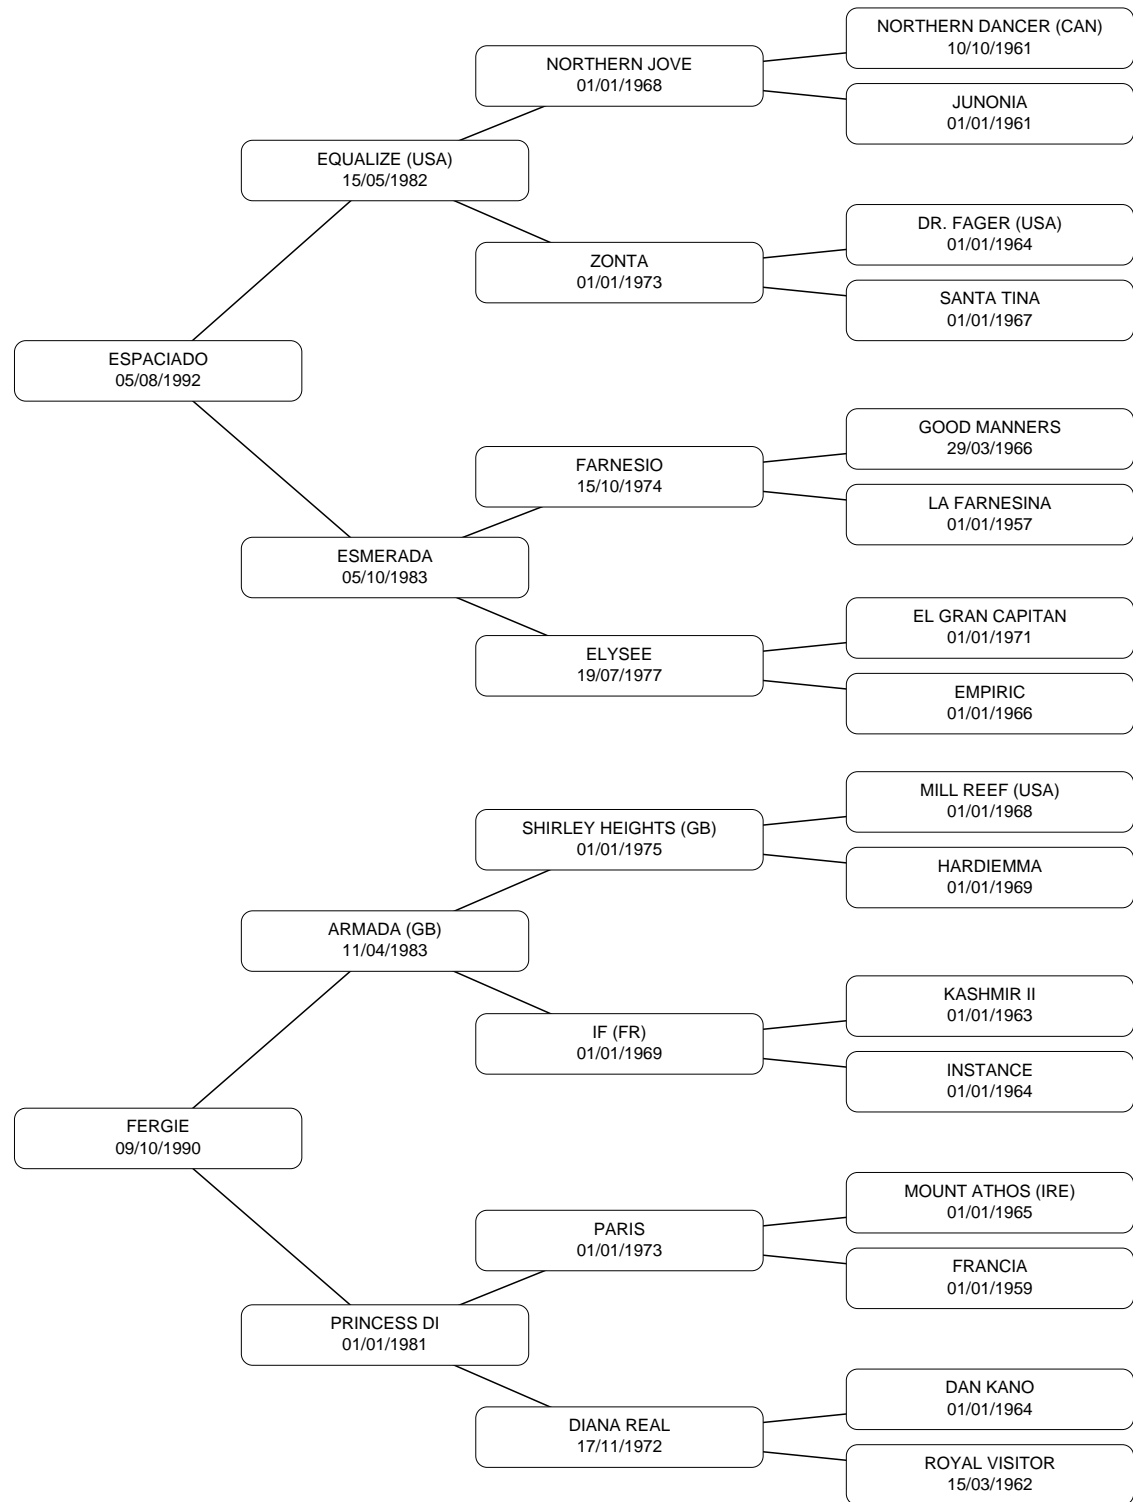 NORTHERN DANCER (CAN)
10/10/1961
NORTHERN JOVE
01/01/1968
JUNONIA
01/01/1961
EQUALIZE (USA)
15/05/1982
DR. FAGER (USA)
01/01/1964
ZONTA
01/01/1973
SANTA TINA
01/01/1967
ESPACIADO
05/08/1992
GOOD MANNERS
29/03/1966
FARNESIO
15/10/1974
LA FARNESINA
01/01/1957
ESMERADA
05/10/1983
EL GRAN CAPITAN
01/01/1971
ELYSEE
19/07/1977
EMPIRIC
01/01/1966
MILL REEF (USA)
01/01/1968
SHIRLEY HEIGHTS (GB)
01/01/1975
HARDIEMMA
01/01/1969
ARMADA (GB)
11/04/1983
KASHMIR II
01/01/1963
IF (FR)
01/01/1969
INSTANCE
01/01/1964
FERGIE
09/10/1990
MOUNT ATHOS (IRE)
01/01/1965
PARIS
01/01/1973
FRANCIA
01/01/1959
PRINCESS DI
01/01/1981
DAN KANO
01/01/1964
DIANA REAL
17/11/1972
ROYAL VISITOR
15/03/1962